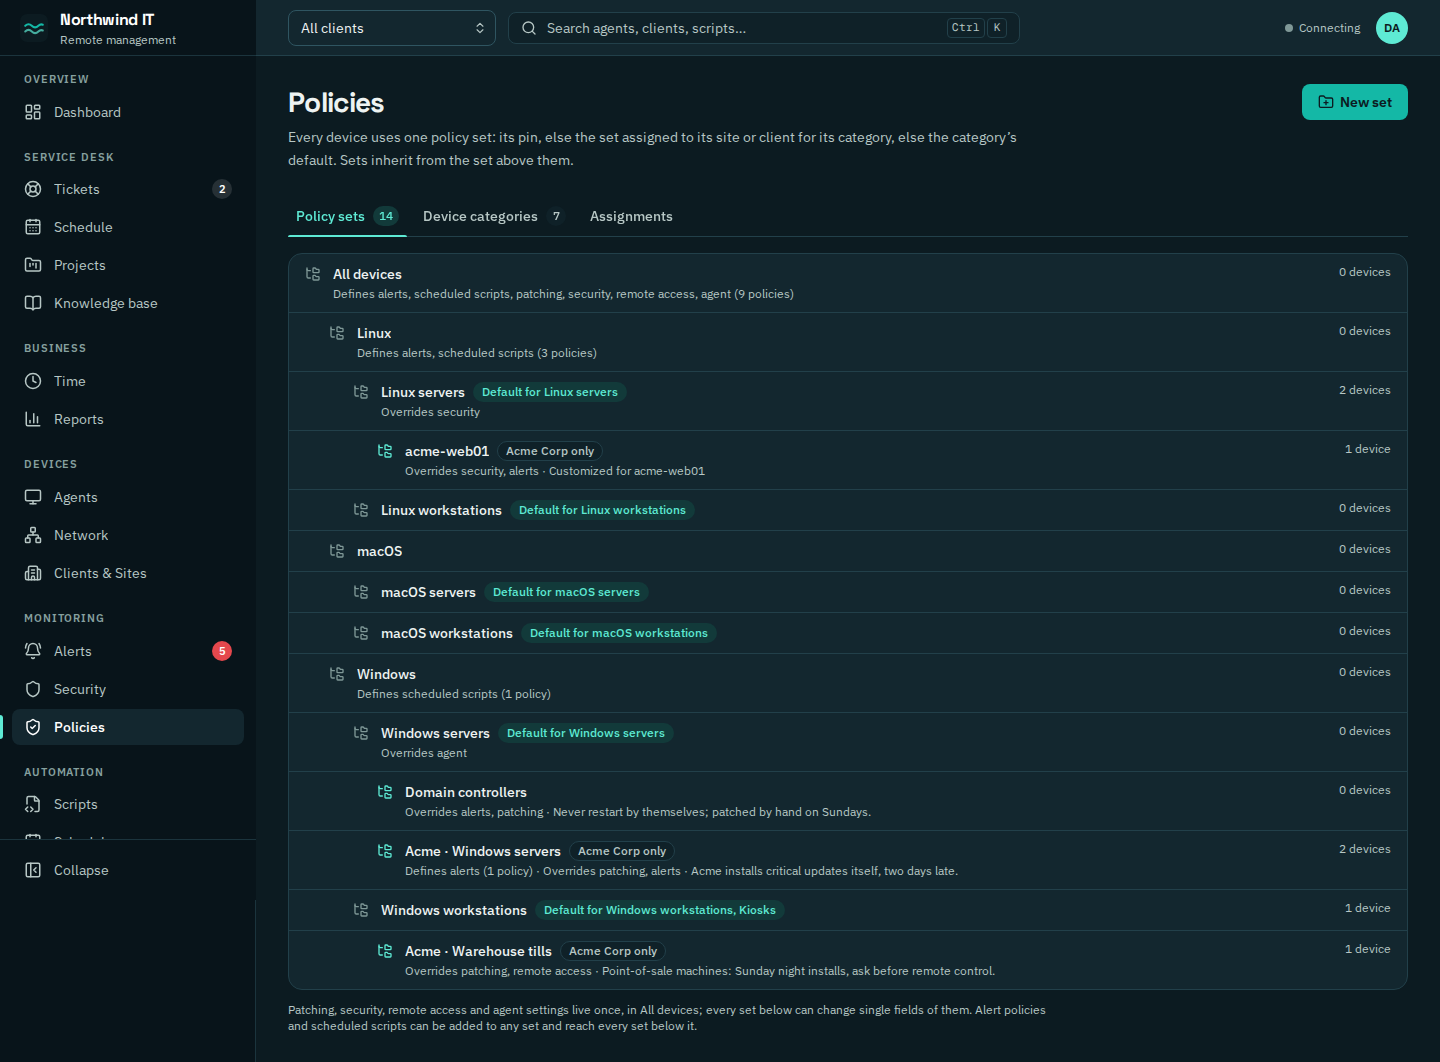 Northwind IT
Remote management
All clients
Search agents, clients, scripts...
Ctrl K
Connecting
DA
OVERVIEW
Dashboard
SERVICE DESK
Tickets 2
Schedule
Projects
Knowledge base
BUSINESS
Time
Reports
DEVICES
Agents
Network
Clients & Sites
MONITORING
Alerts 5
Security
Policies
AUTOMATION
Scripts
Collapse
Policies
New set
Every device uses one policy set: its pin, else the set assigned to its site or client for its category, else the category’s
default. Sets inherit from the set above them.
Policy sets 14 Device categories 7 Assignments
All devices 0 devices
Defines alerts, scheduled scripts, patching, security, remote access, agent (9 policies)
Linux 0 devices
Defines alerts, scheduled scripts (3 policies)
Linux servers Default for Linux servers 2 devices
Overrides security
acme-web01 Acme Corp only 1 device
Overrides security, alerts · Customized for acme-web01
Linux workstations Default for Linux workstations 0 devices
macOS 0 devices
macOS servers Default for macOS servers 0 devices
macOS workstations Default for macOS workstations 0 devices
Windows 0 devices
Defines scheduled scripts (1 policy)
Windows servers Default for Windows servers 0 devices
Overrides agent
Domain controllers 0 devices
Overrides alerts, patching · Never restart by themselves; patched by hand on Sundays.
Acme · Windows servers Acme Corp only 2 devices
Defines alerts (1 policy) · Overrides patching, alerts · Acme installs critical updates itself, two days late.
Windows workstations Default for Windows workstations, Kiosks 1 device
Acme · Warehouse tills Acme Corp only 1 device
Overrides patching, remote access · Point-of-sale machines: Sunday night installs, ask before remote control.
Patching, security, remote access and agent settings live once, in All devices; every set below can change single fields of them. Alert policies
and scheduled scripts can be added to any set and reach every set below it.